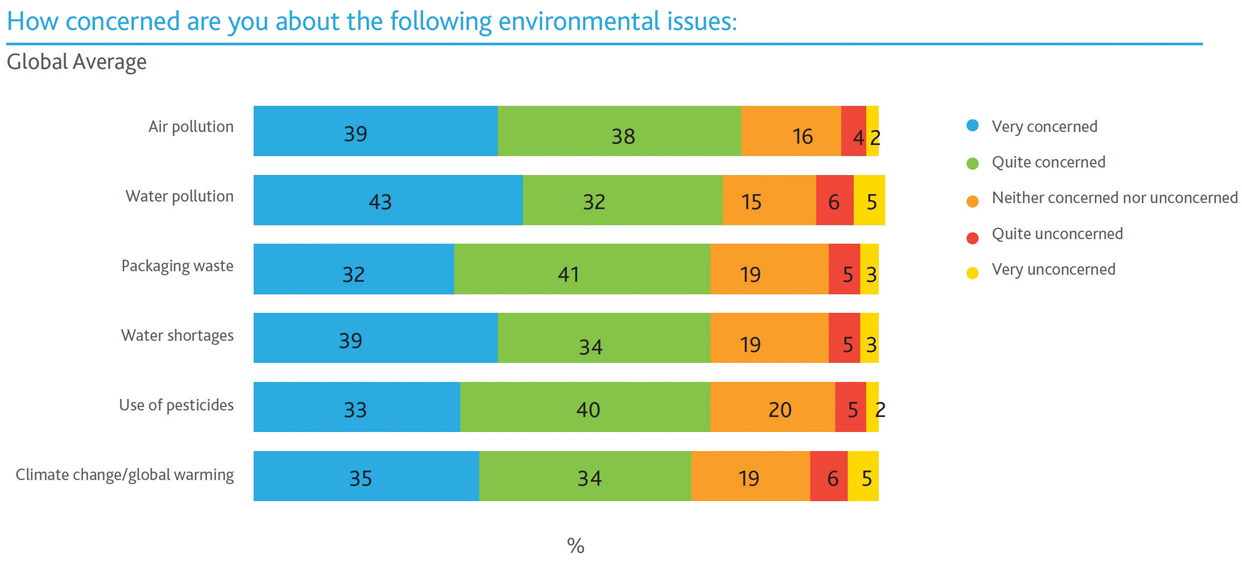 How concerned are you about the following environmental issues:
Global Average
Air pollution 39 38 16 4 2
Water pollution 43 32 15 6 5
Packaging waste 32 41 19 5 3
Water shortages 39 34 19 5 3
Use of pesticides 33 40 20 5 2
Climate change/global warming 35 34 19 6 5
%
Very concerned
Quite concerned
Neither concerned nor unconcerned
Quite unconcerned
Very unconcerned